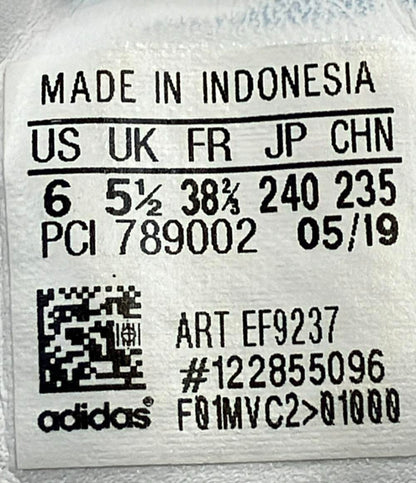 MADE IN INDONESIA
US UK FR JP CHN
6 5½ 38⅔ 240 235
PCI 789002 05/19
ART EF9237
#122855096
adidas® F01MVC2>01000